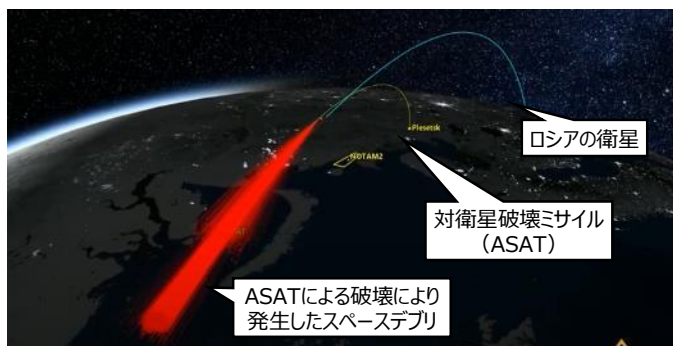 Plesetsk
ロシアの衛星
NOTAM2
対衛星破壊ミサイル
（ASAT）
ASATによる破壊により
発生したスペースデブリ